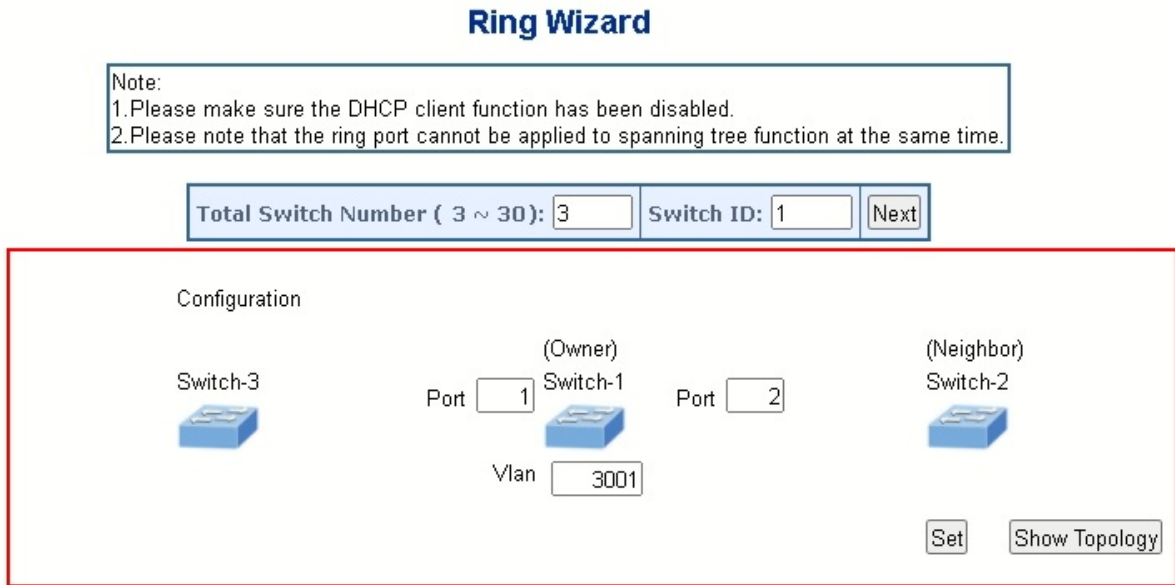 Ring Wizard
Note:
1.Please make sure the DHCP client function has been disabled.
2.Please note that the ring port cannot be applied to spanning tree function at the same time.
Total Switch Number ( 3 ~ 30): 3 Switch ID: 1 Next
Configuration
(Owner) (Neighbor)
Switch-3 Port 1 Switch-1 Port 2 Switch-2
Vlan 3001
Set Show Topology